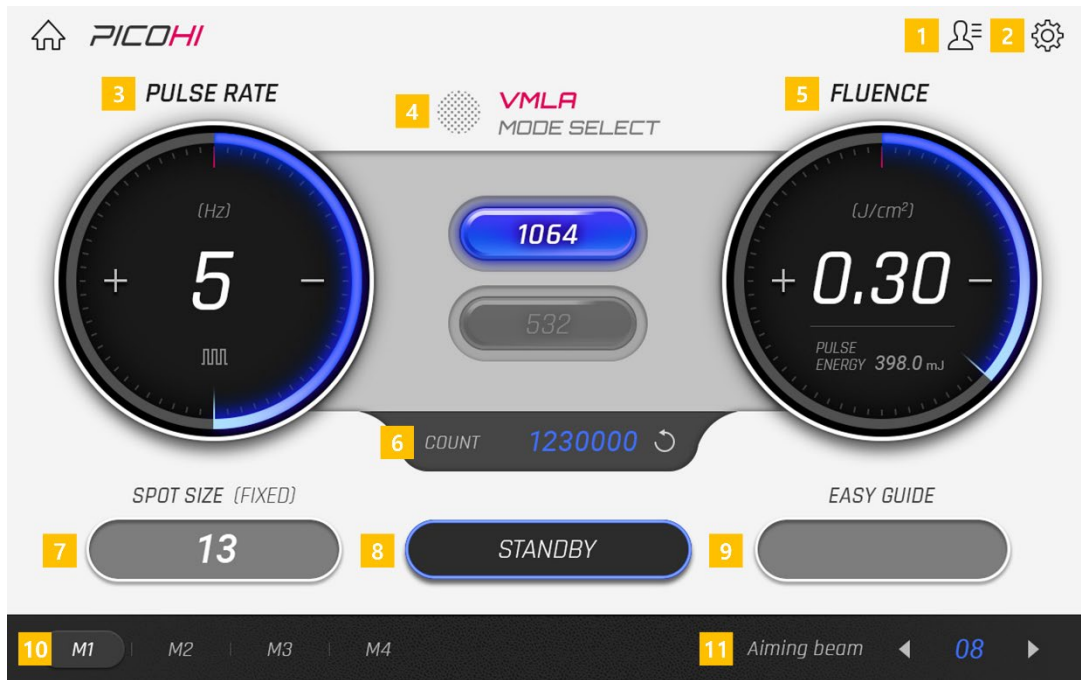 PICOHI
1
2
3 PULSE RATE
4 VMLA
MODE SELECT
5 FLUENCE
(Hz)
+ 5 −
1064
532
(J/cm²)
+ 0.30 −
PULSE
ENERGY 398.0 mJ
6 COUNT 1230000
SPOT SIZE (FIXED)
EASY GUIDE
7 13
8 STANDBY
9
10 M1 M2 M3 M4
11 Aiming beam 08